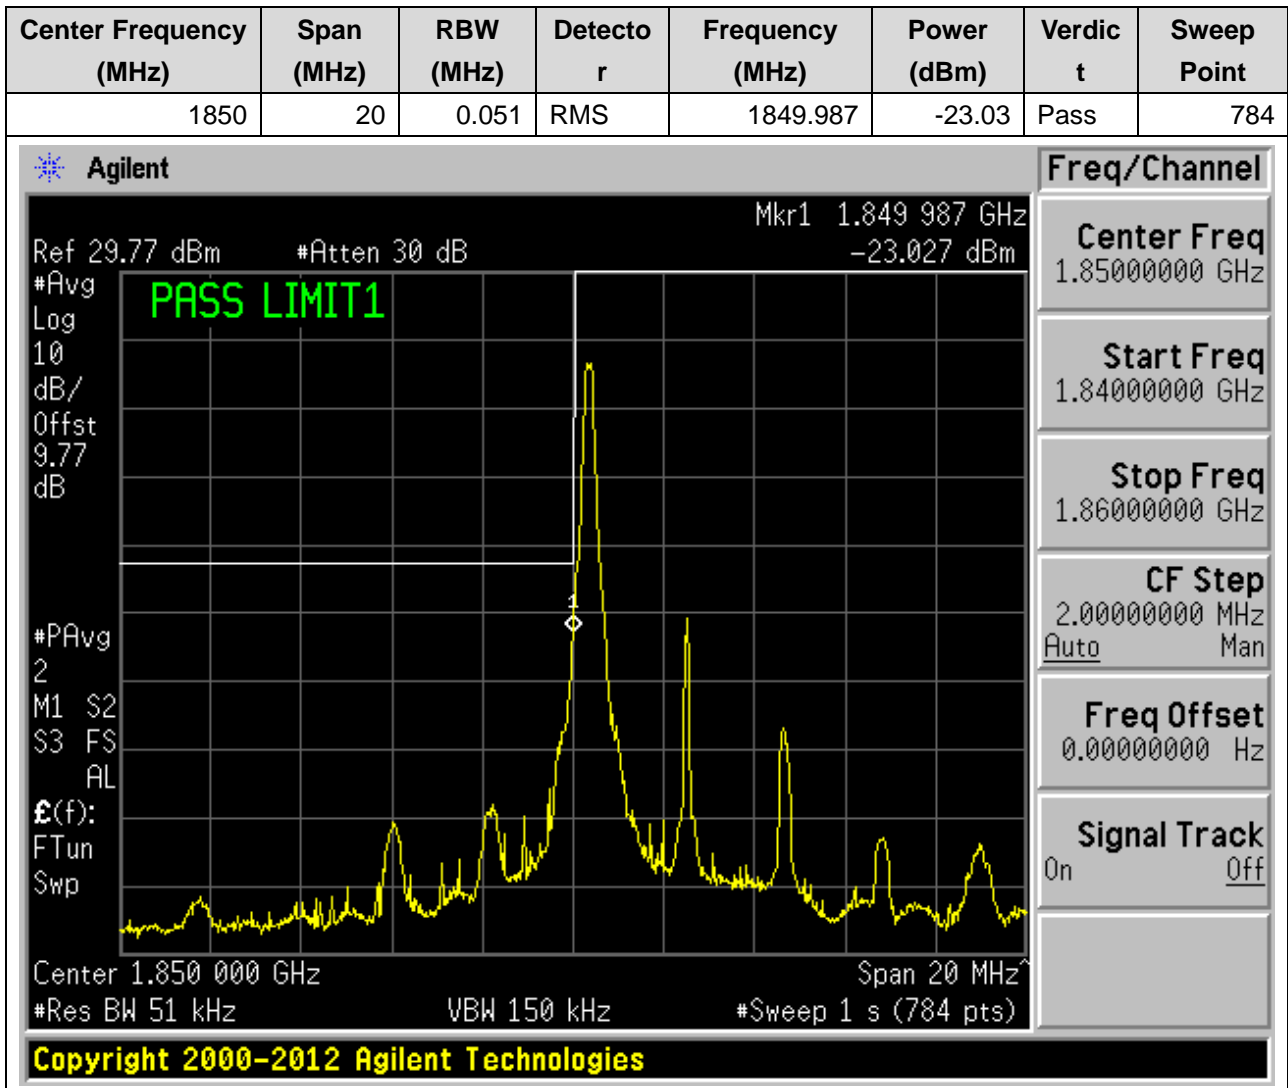 Center Frequency (MHz) Span (MHz) RBW (MHz) Detecto r Frequency (MHz) Power (dBm) Verdic t Sweep Point
1850 20 0.051 RMS 1849.987 -23.03 Pass 784
Agilent
Freq/Channel
Mkr1 1.849 987 GHz
Ref 29.77 dBm #Atten 30 dB -23.027 dBm
#Avg
Log
10
dB/
Offst
9.77
dB
PASS LIMIT1
1
#PAvg
2
M1 S2
S3 FS
AL
£(f):
FTun
Swp
Center 1.850 000 GHz Span 20 MHz^
#Res BW 51 kHz VBW 150 kHz #Sweep 1 s (784 pts)
Center Freq
1.85000000 GHz
Start Freq
1.84000000 GHz
Stop Freq
1.86000000 GHz
CF Step
2.00000000 MHz
Auto Man
Freq Offset
0.00000000 Hz
Signal Track
On Off
Copyright 2000-2012 Agilent Technologies